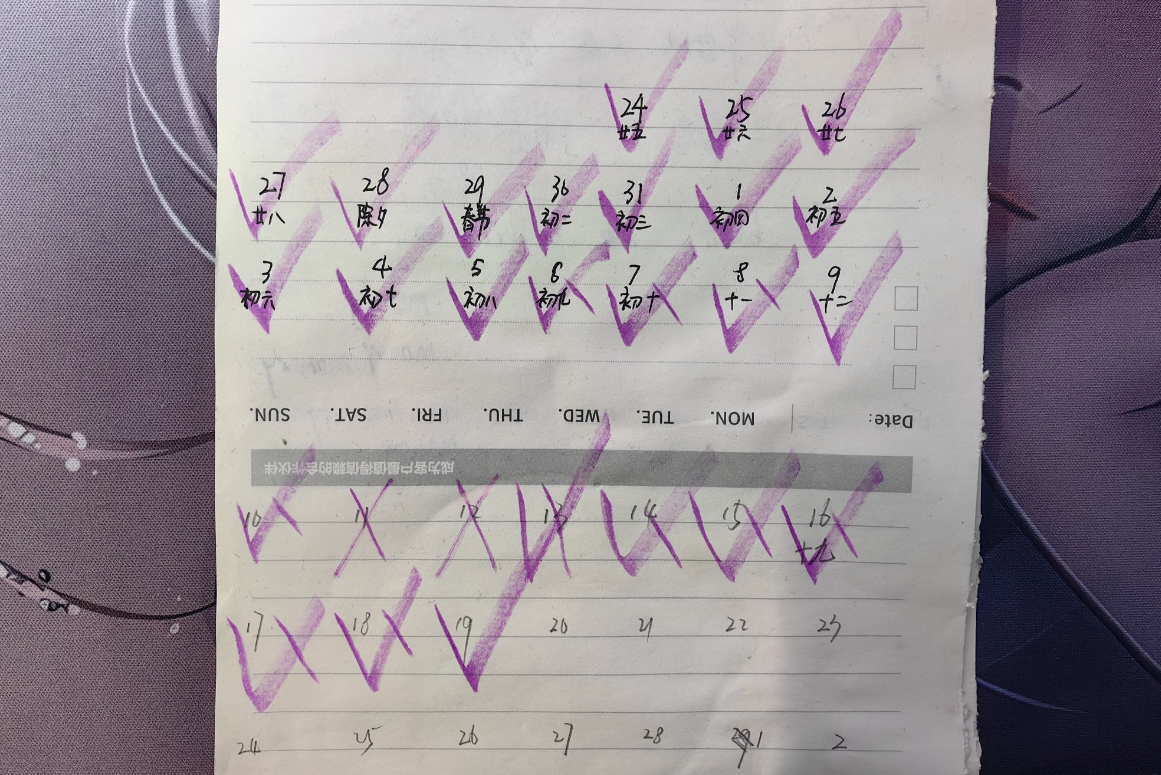 24 25 26
廿五 廿六 廿七
27 28 29 30 31 1 2
廿八 除夕 春节 初二 初三 初四 初五
3 4 5 6 7 8 9
初六 初七 初八 初九 初十 十一 十二
Date: MON. TUE. WED. THU. FRI. SAT. SUN.
成为客户最值得信赖的合作伙伴
10 11 12 13 14 15 16
十九
17 18 19 20 21 22 23
24 25 26 27 28 1 2